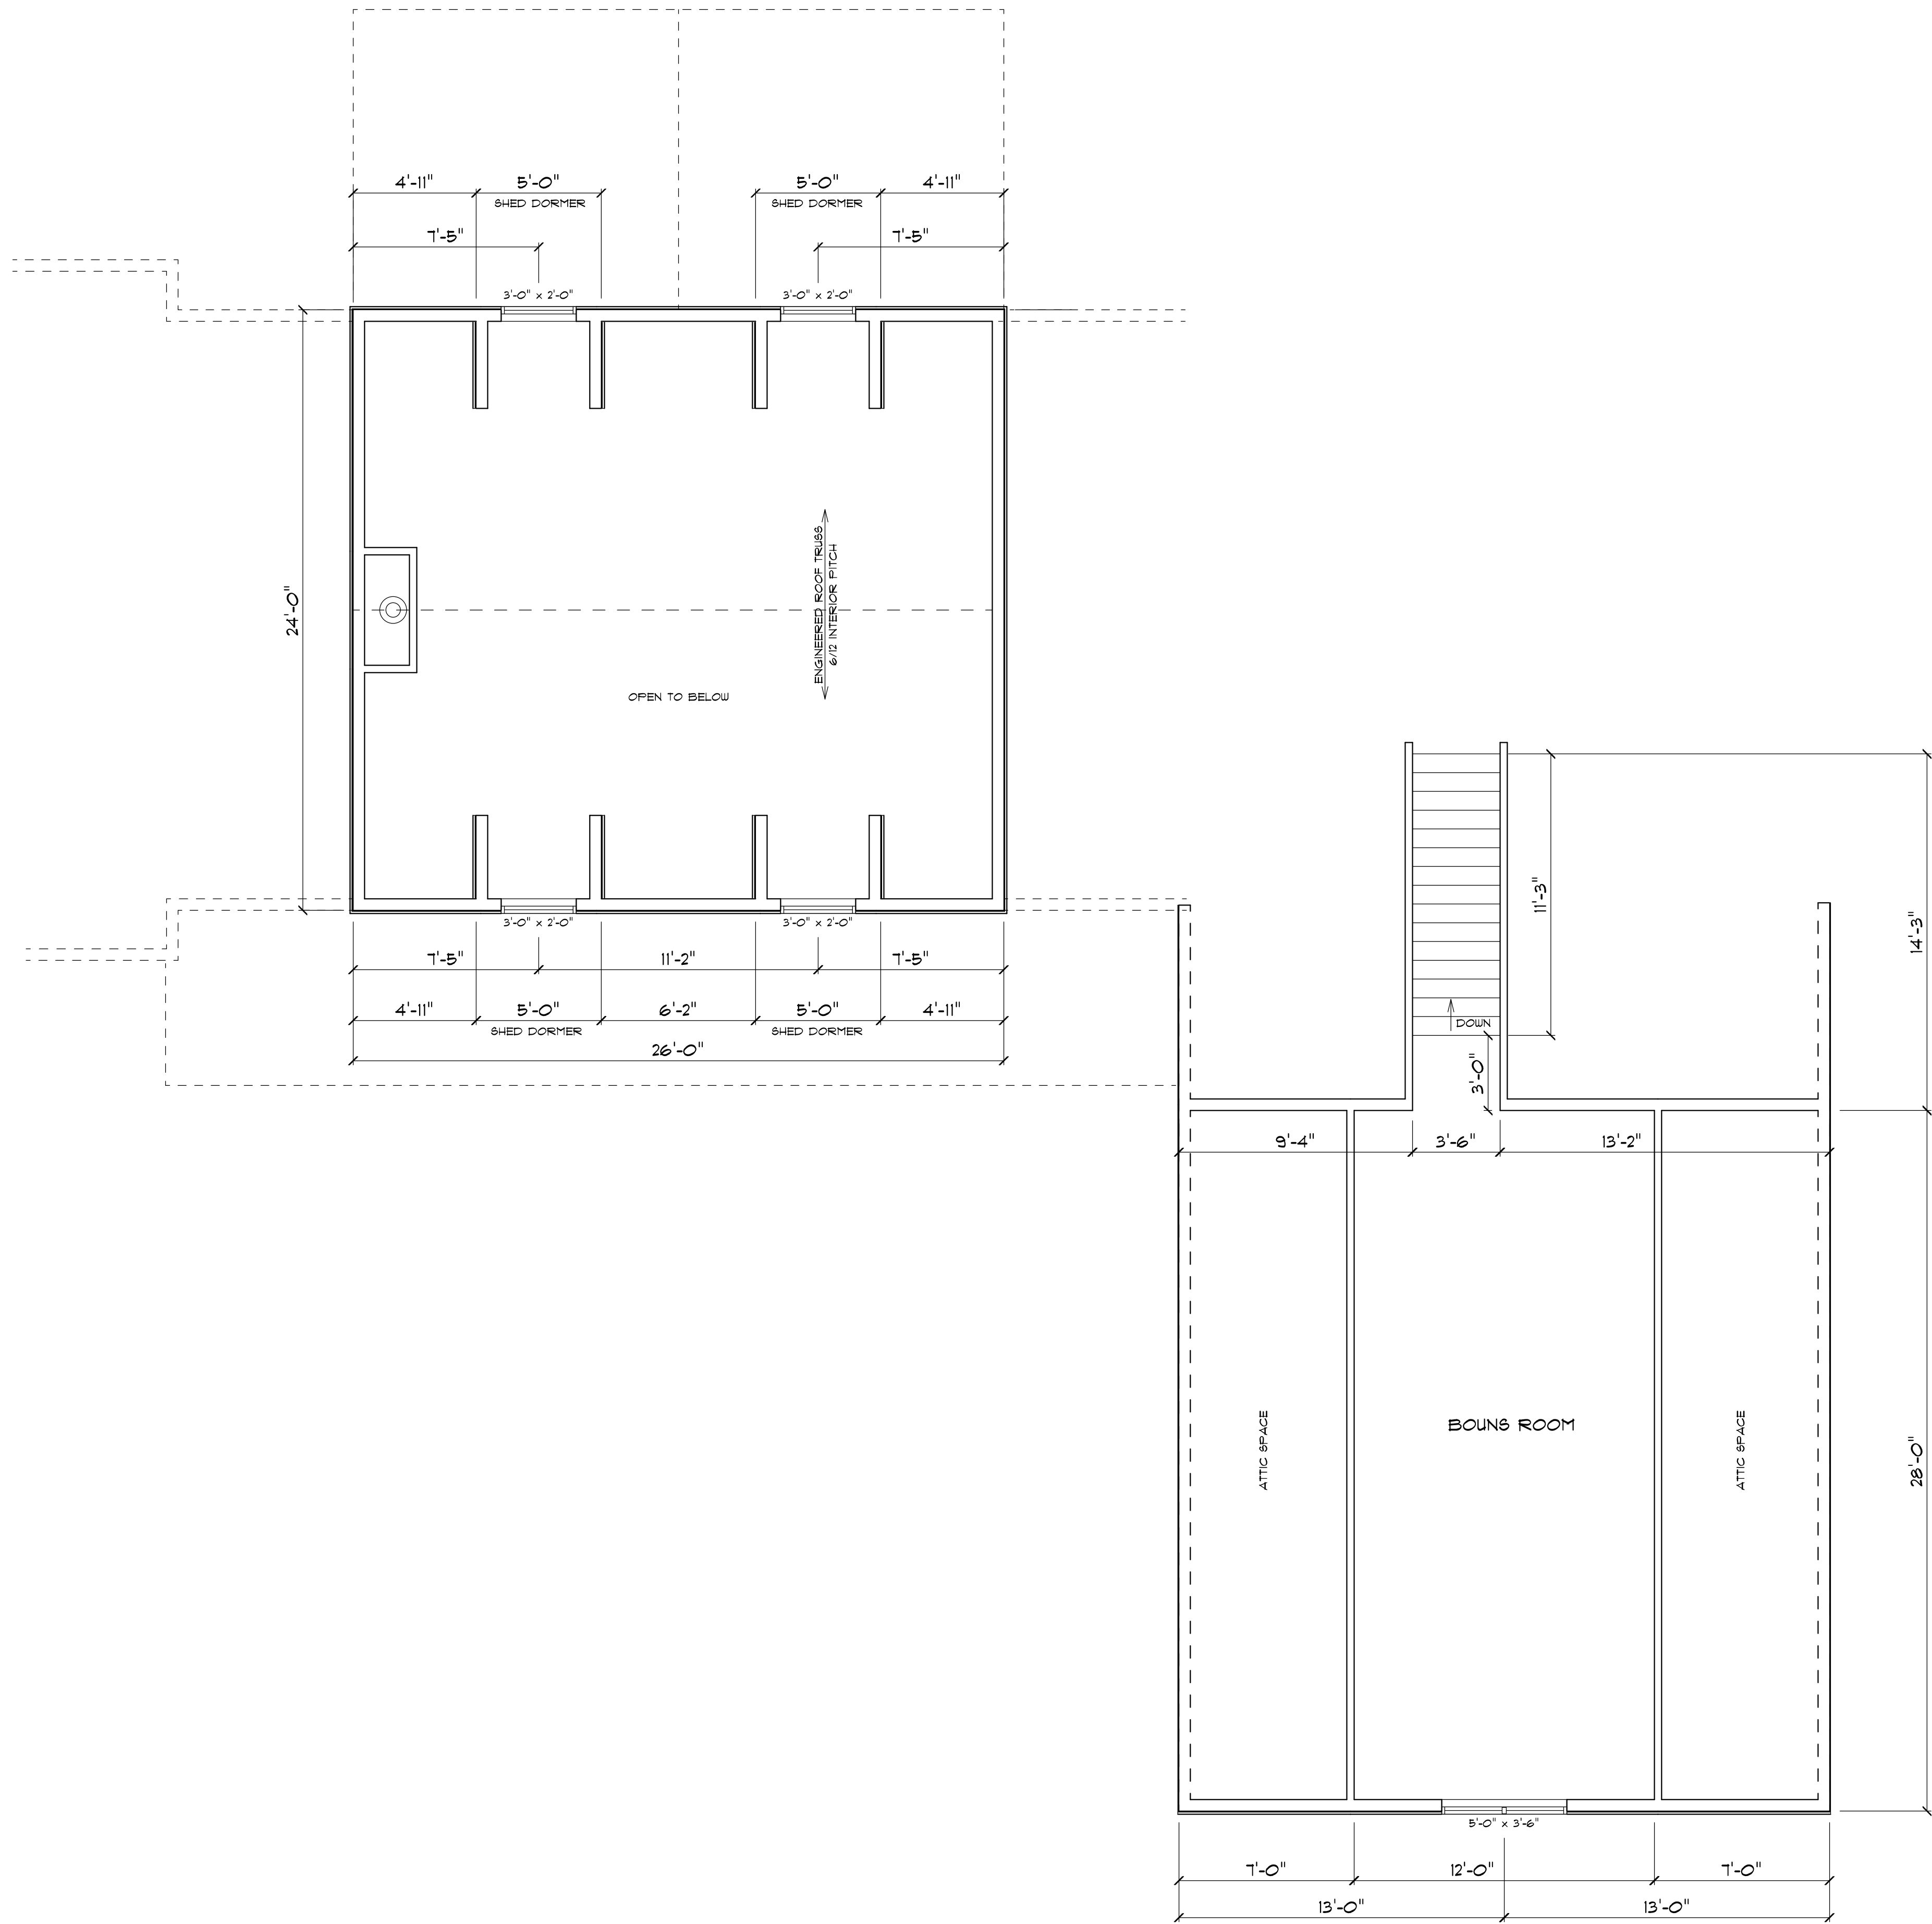 4'-11"
5'-0"
SHED DORMER
5'-0"
SHED DORMER
4'-11"
7'-5"
7'-5"
3'-0" x 2'-0"
3'-0" x 2'-0"
24'-0"
ENGINEERED ROOF TRUSS
6/12 INTERIOR PITCH
OPEN TO BELOW
3'-0" x 2'-0"
3'-0" x 2'-0"
7'-5"
11'-2"
7'-5"
4'-11"
5'-0"
SHED DORMER
6'-2"
5'-0"
SHED DORMER
4'-11"
26'-0"
11'-3"
14'-3"
DOWN
3'-0"
9'-4"
3'-6"
13'-2"
ATTIC SPACE
BOUNS ROOM
ATTIC SPACE
28'-0"
5'-0" x 3'-6"
7'-0"
12'-0"
7'-0"
13'-0"
13'-0"